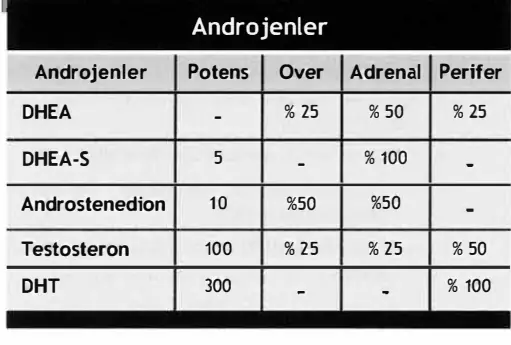 Androjenler
Androjenler Potens Over Adrenal Perifer
DHEA - % 25 % 50 % 25
DHEA-S 5 - % 100 -
Androstenedion 10 %50 %50 -
Testosteron 100 % 25 % 25 % 50
DHT 300 - - % 100